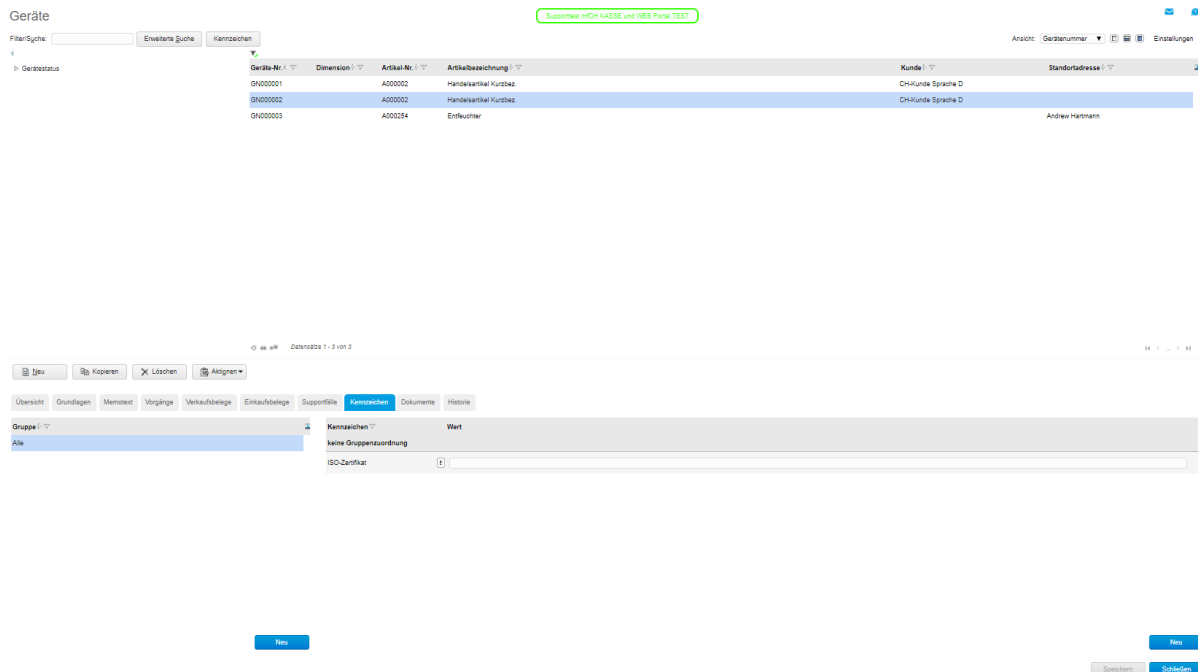 Geräte
Supporttest mfOH KASSE und WEB Portal TEST
Filter/Suche: Erweiterte Suche Kennzeichen Ansicht: Gerätenummer Einstellungen
Gerätestatus
Geräte-Nr. Dimension Artikel-Nr. Artikelbezeichnung Kunde Standortadresse
GN000001 A000002 Handelsartikel Kurzbez. CH-Kunde Sprache D
GN000002 A000002 Handelsartikel Kurzbez. CH-Kunde Sprache D
GN000003 A000254 Entfeuchter Andrew Hartmann
Datensätze 1 - 3 von 3
Neu Kopieren Löschen Aktionen
Übersicht Grundlagen Memotext Vorgänge Verkaufsbelege Einkaufsbelege Supportfälle Kennzeichen Dokumente Historie
Gruppe Kennzeichen Wert
Alle keine Gruppenzuordnung
ISO-Zertifikat
Neu Neu
Speichern Schließen